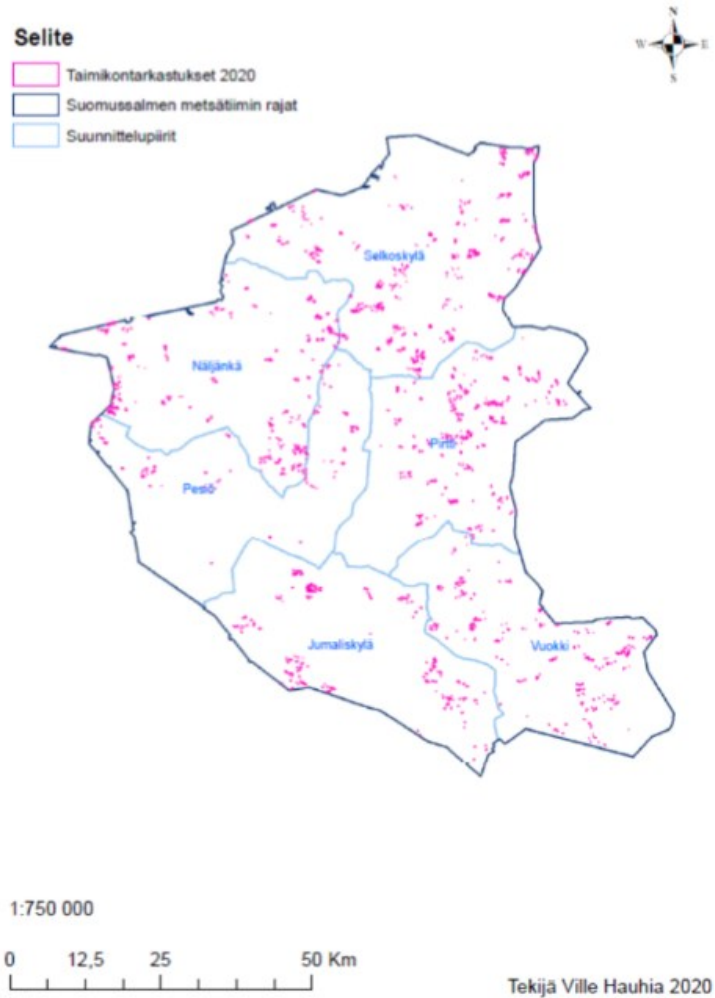 Selite
Taimikontarkastukset 2020
Suomussalmen metsätiimin rajat
Suunnittelupiirit
N
W E
S
Selkoskylä
Näljänkä
Pirttö
Pesiö
Jumaliskylä
Vuokki
1:750 000
0 12,5 25 50 Km
Tekijä Ville Hauhia 2020